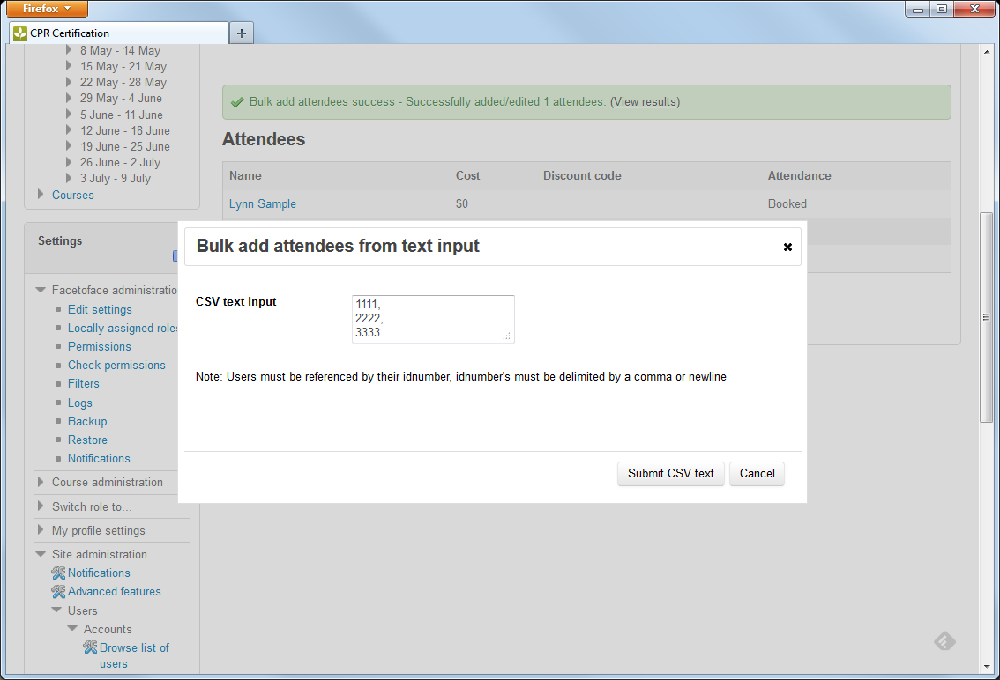 Firefox
CPR Certification
8 May - 14 May
15 May - 21 May
22 May - 28 May
29 May - 4 June
5 June - 11 June
12 June - 18 June
19 June - 25 June
26 June - 2 July
3 July - 9 July
Courses
Settings
Facetoface administratio
Edit settings
Locally assigned roles
Permissions
Check permissions
Filters
Logs
Backup
Restore
Notifications
Course administration
Switch role to...
My profile settings
Site administration
Notifications
Advanced features
Users
Accounts
Browse list of
users
Bulk add attendees success - Successfully added/edited 1 attendees. (View results)
Attendees
Name Cost Discount code Attendance
Lynn Sample $0 Booked
Bulk add attendees from text input
CSV text input
1111,
2222,
3333
Note: Users must be referenced by their idnumber, idnumber's must be delimited by a comma or newline
Submit CSV text Cancel